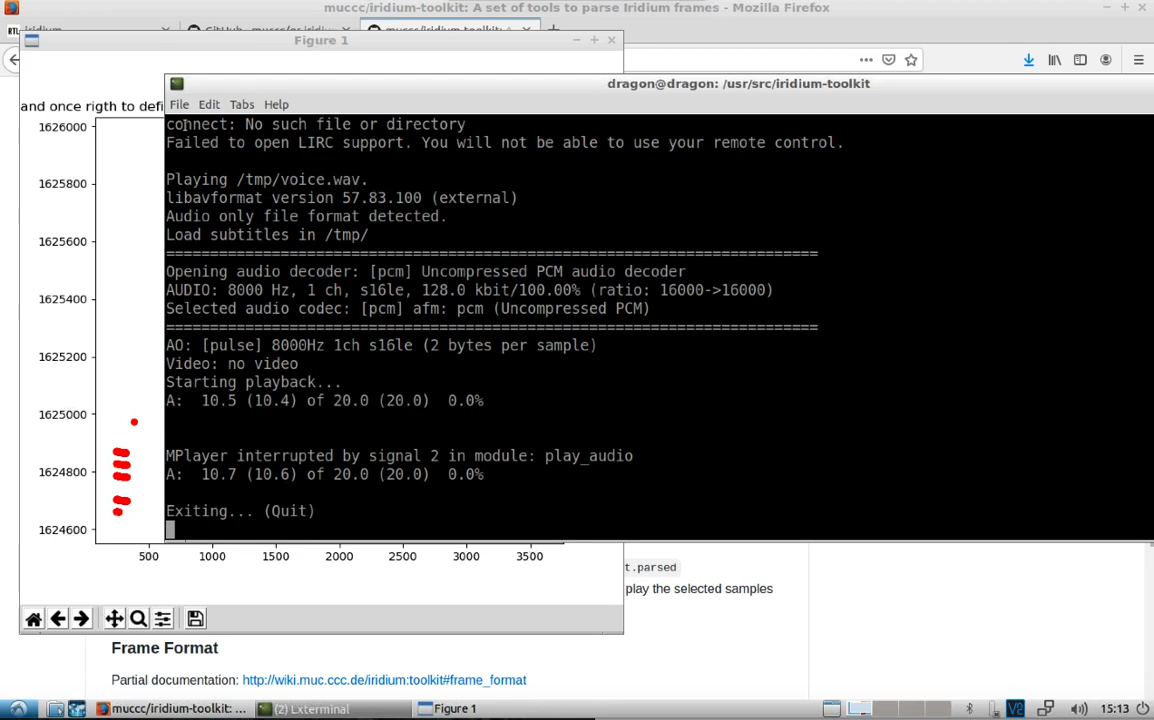 muccc/iridium-toolkit: A set of tools to parse Iridium frames - Mozilla Firefox
Figure 1
dragon@dragon: /usr/src/iridium-toolkit
File Edit Tabs Help
and once rigth to defi
1626000
1625800
1625600
1625400
1625200
1625000
1624800
1624600
500 1000 1500 2000 2500 3000 3500
connect: No such file or directory
Failed to open LIRC support. You will not be able to use your remote control.
Playing /tmp/voice.wav.
libavformat version 57.83.100 (external)
Audio only file format detected.
Load subtitles in /tmp/
==========================================================================
Opening audio decoder: [pcm] Uncompressed PCM audio decoder
AUDIO: 8000 Hz, 1 ch, s16le, 128.0 kbit/100.00% (ratio: 16000->16000)
Selected audio codec: [pcm] afm: pcm (Uncompressed PCM)
==========================================================================
AO: [pulse] 8000Hz 1ch s16le (2 bytes per sample)
Video: no video
Starting playback...
A:  10.5 (10.4) of 20.0 (20.0)  0.0%
MPlayer interrupted by signal 2 in module: play_audio
A:  10.7 (10.6) of 20.0 (20.0)  0.0%
Exiting... (Quit)
t.parsed
play the selected samples
Frame Format
Partial documentation: http://wiki.muc.ccc.de/iridium:toolkit#frame_format
muccc/iridium-toolkit: ...
(2) Lxterminal
Figure 1
V2
15:13